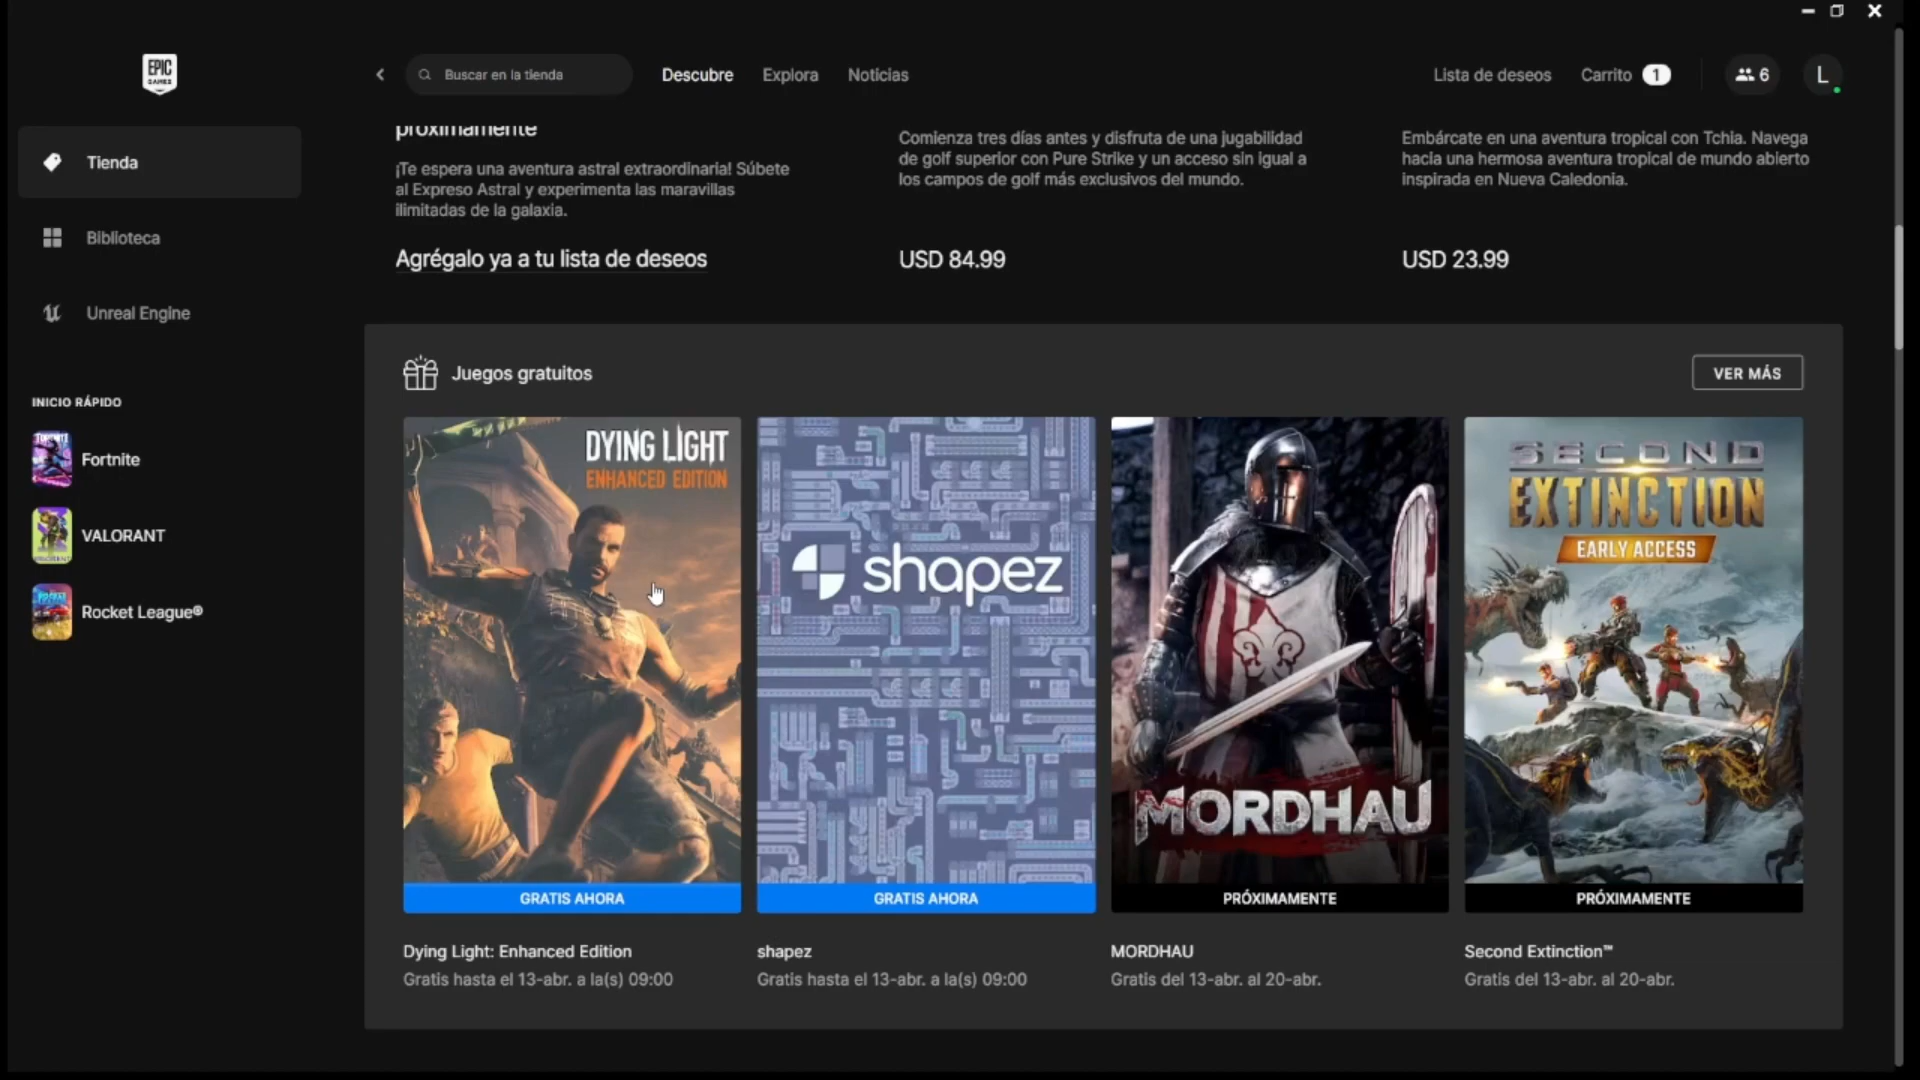 EPIC
GAMES
Buscar en la tienda
Descubre
Explora
Noticias
Lista de deseos
Carrito
1
6
L
Tienda
Biblioteca
Unreal Engine
INICIO RÁPIDO
Fortnite
VALORANT
Rocket League®
próximamente
¡Te espera una aventura astral extraordinaria! Súbete
al Expreso Astral y experimenta las maravillas
ilimitadas de la galaxia.
Agrégalo ya a tu lista de deseos
Comienza tres días antes y disfruta de una jugabilidad
de golf superior con Pure Strike y un acceso sin igual a
los campos de golf más exclusivos del mundo.
USD 84.99
Embárcate en una aventura tropical con Tchia. Navega
hacia una hermosa aventura tropical de mundo abierto
inspirada en Nueva Caledonia.
USD 23.99
Juegos gratuitos
VER MÁS
DYING LIGHT
ENHANCED EDITION
GRATIS AHORA
Dying Light: Enhanced Edition
Gratis hasta el 13-abr. a la(s) 09:00
shapez
GRATIS AHORA
shapez
Gratis hasta el 13-abr. a la(s) 09:00
MORDHAU
PRÓXIMAMENTE
MORDHAU
Gratis del 13-abr. al 20-abr.
SECOND
EXTINCTION
EARLY ACCESS
PRÓXIMAMENTE
Second Extinction™
Gratis del 13-abr. al 20-abr.